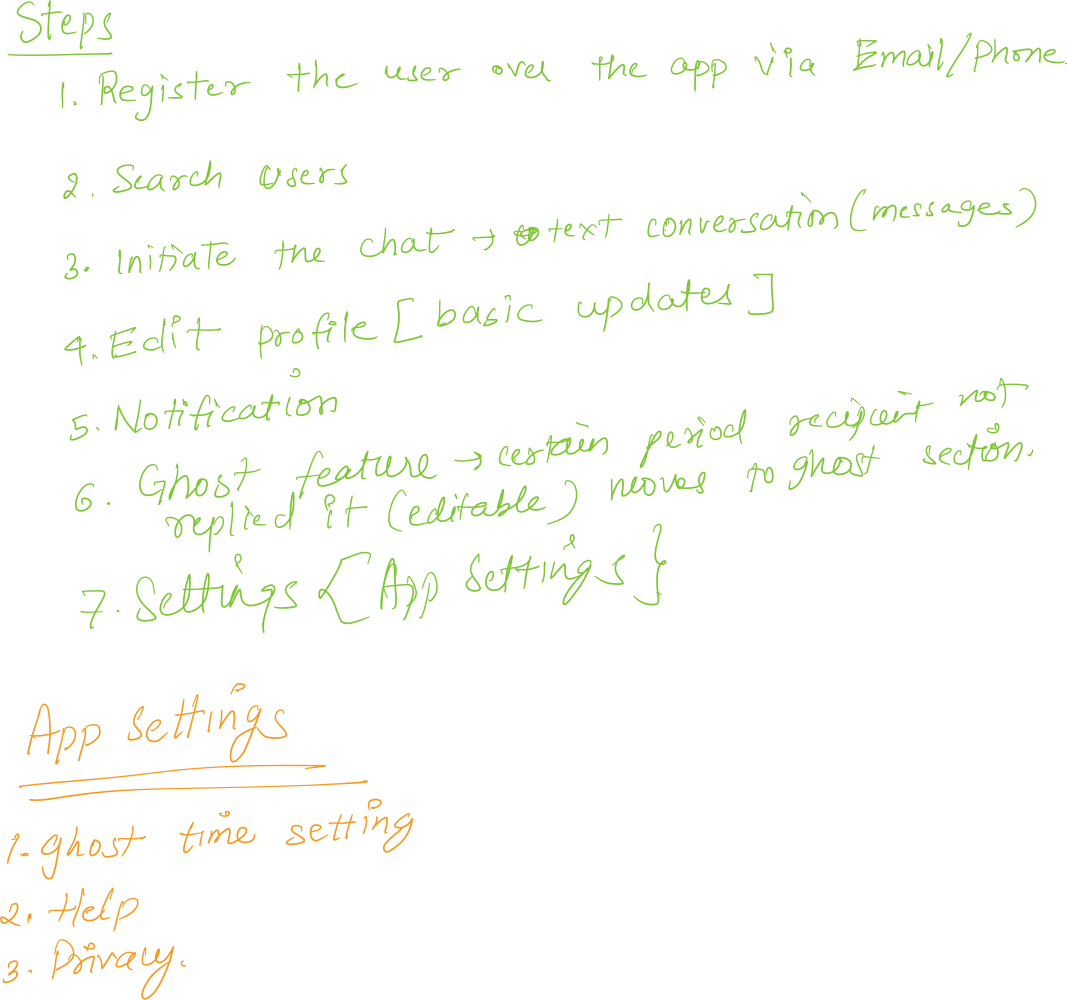 Steps
1. Register the user over the app via Email/Phone
2. Search users
3. Initiate the chat → text conversation (messages)
4. Edit profile [basic updates]
5. Notification
6. Ghost feature → certain period recipient not
replied it (editable) moves to ghost section.
7. Settings {App settings}
App settings
1. Ghost time setting
2. Help
3. Privacy.